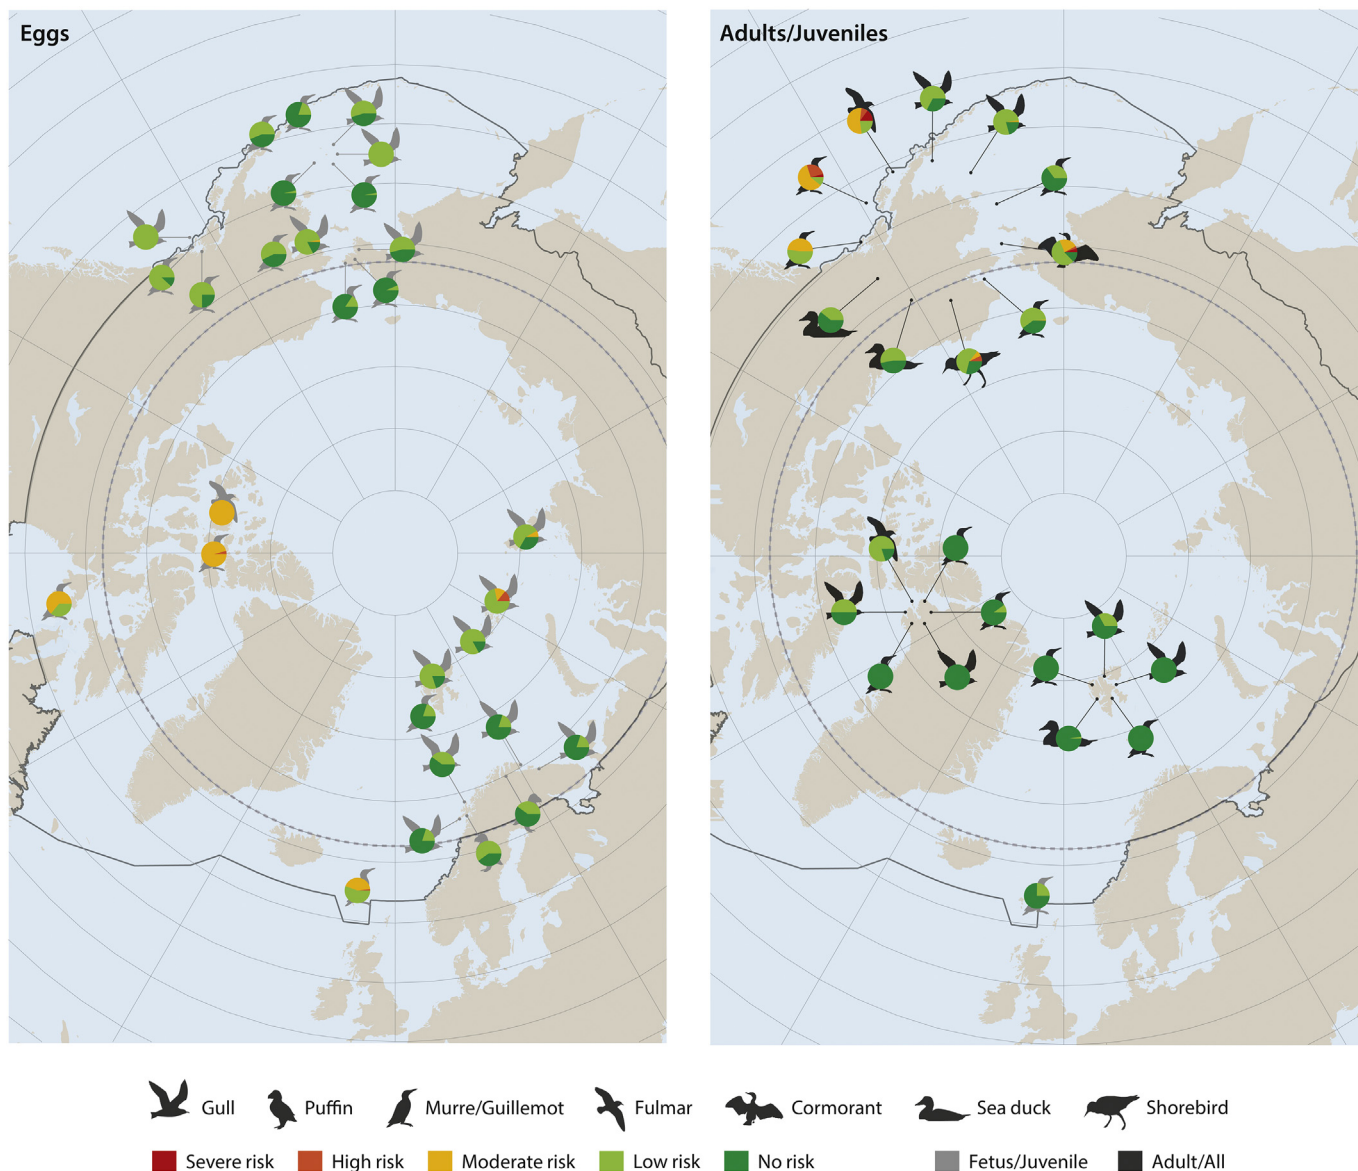 Eggs
Adults/Juveniles
Gull Puffin Murre/Guillemot Fulmar Cormorant Sea duck Shorebird
Severe risk High risk Moderate risk Low risk No risk Fetus/Juvenile Adult/All